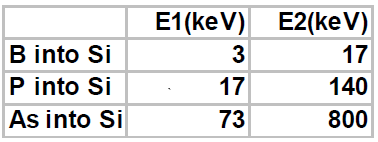 E1(keV) E2(keV)
B into Si 3 17
P into Si 17 140
As into Si 73 800